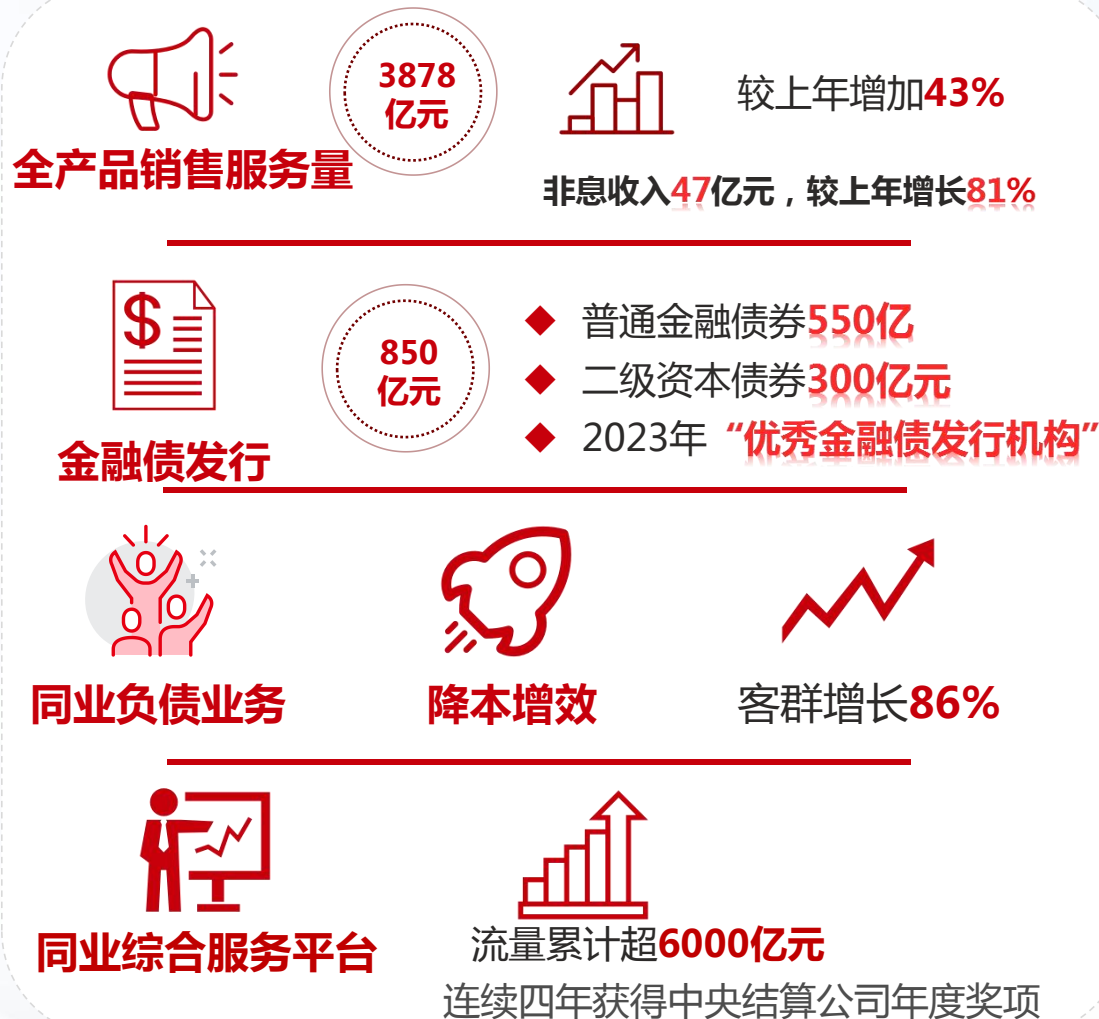 3878
亿元
较上年增加43%
全产品销售服务量
非息收入47亿元，较上年增长81%
$
850
亿元
普通金融债券550亿
二级资本债券300亿元
2023年“优秀金融债发行机构”
金融债发行
同业负债业务
降本增效
客群增长86%
同业综合服务平台
流量累计超6000亿元
连续四年获得中央结算公司年度奖项